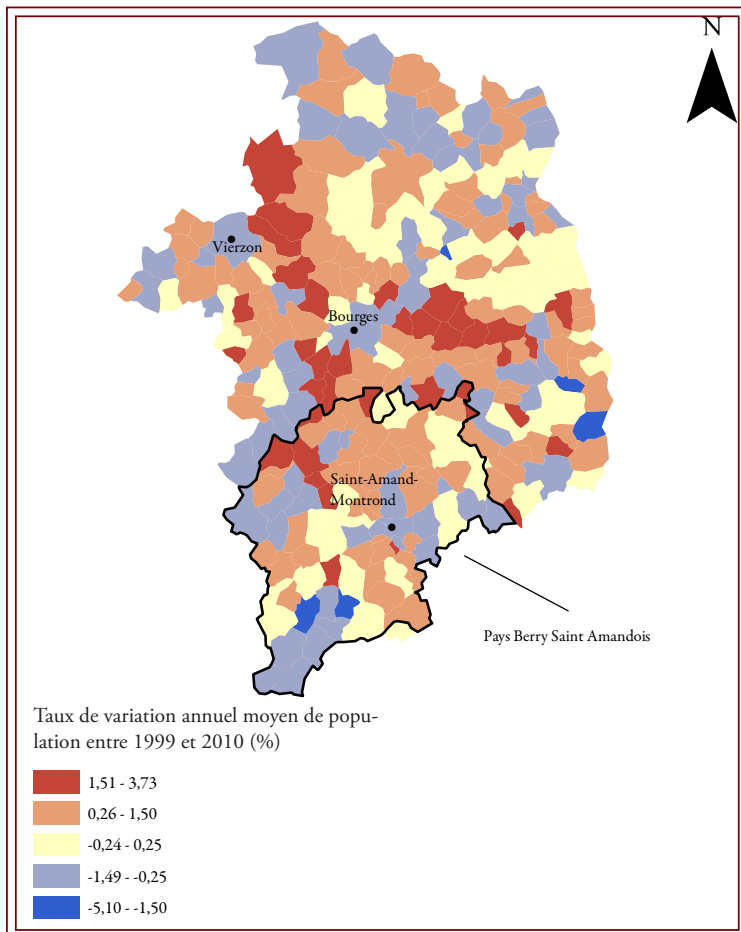 N
Vierzon
Bourges
Saint-Amand-
Montrond
Pays Berry Saint Amandois
Taux de variation annuel moyen de popu-
lation entre 1999 et 2010 (%)
1,51 - 3,73
0,26 - 1,50
-0,24 - 0,25
-1,49 - -0,25
-5,10 - -1,50